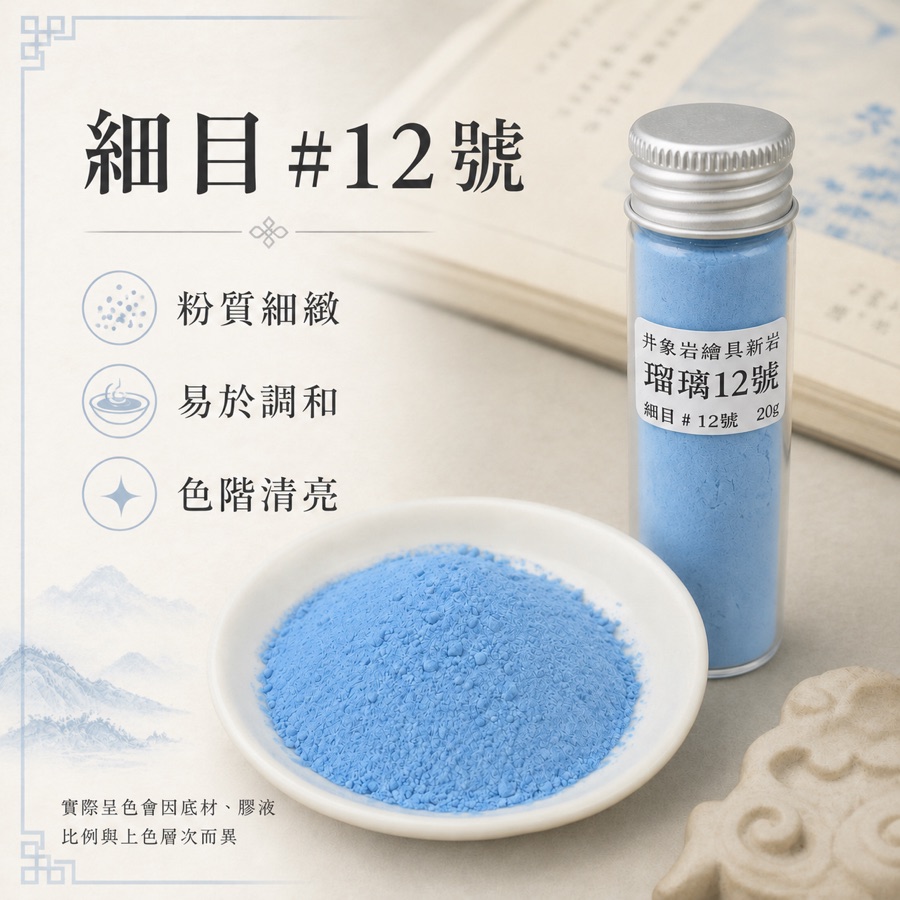 細目 #12號
粉質細緻
易於調和
色階清亮
井象岩繪具新岩
瑠璃12號
細目 # 12號 20g
實際呈色會因底材、膠液
比例與上色層次而異